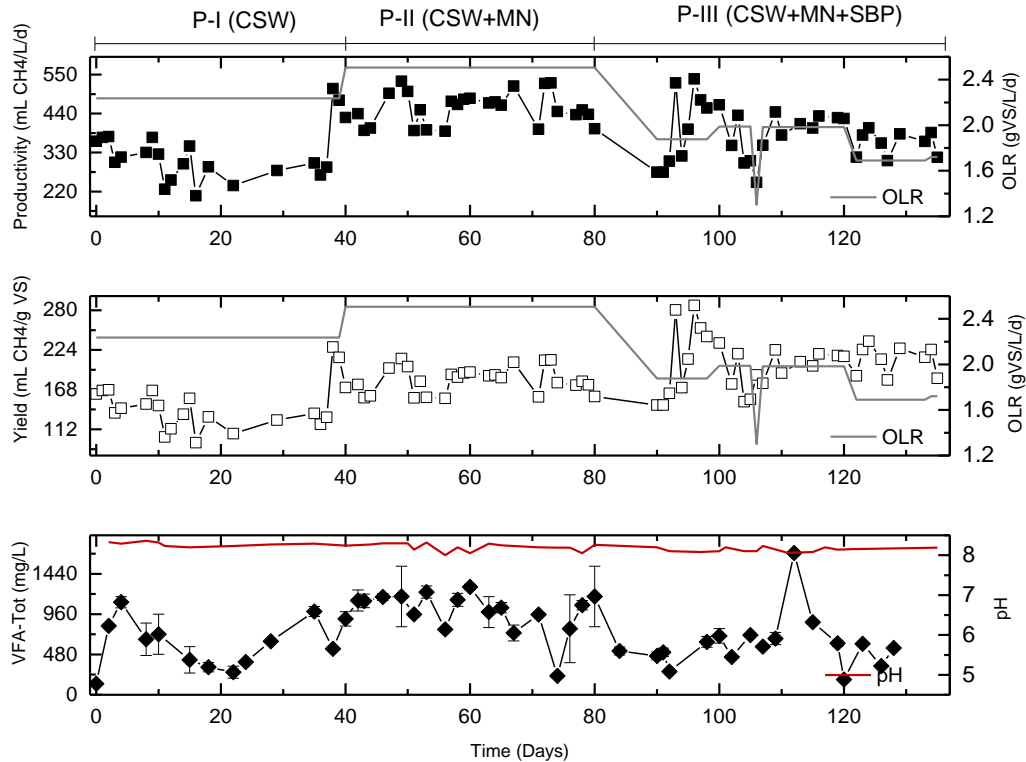 P-I (CSW) P-II (CSW+MN) P-III (CSW+MN+SBP)
Productivity (mL CH4/L/d)
550
440
330
220
2.4
2.0
1.6
1.2
OLR (gVS/L/d)
OLR
0 20 40 60 80 100 120
Yield (mL CH4/g VS)
280
224
168
112
2.4
2.0
1.6
1.2
OLR (gVS/L/d)
OLR
0 20 40 60 80 100 120
VFA-Tot (mg/L)
1440
960
480
0
8
7
6
5
pH
pH
0 20 40 60 80 100 120
Time (Days)